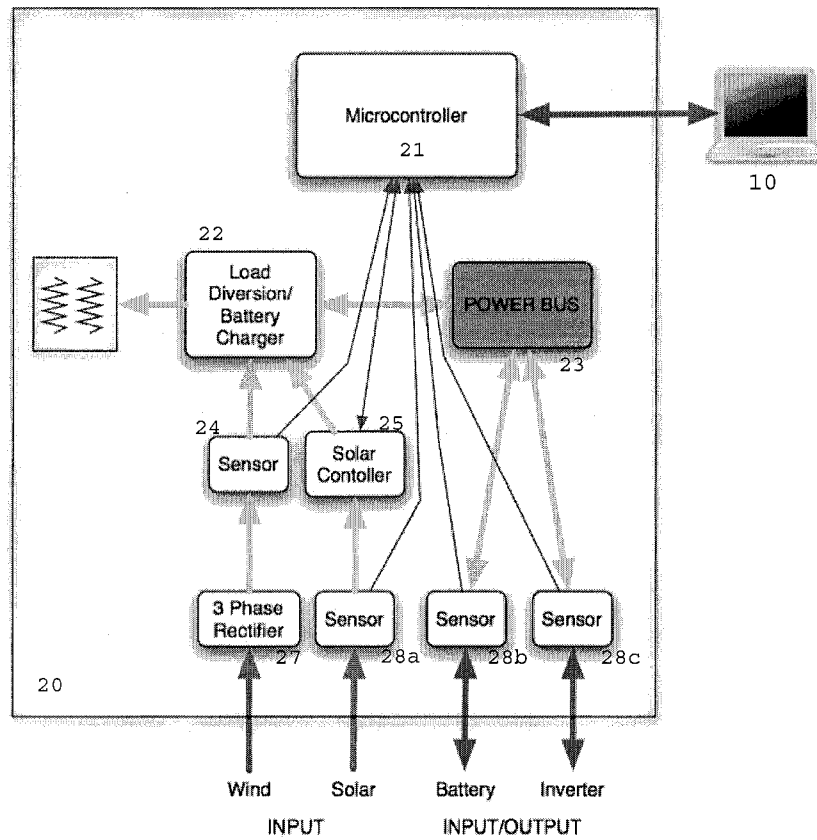 Microcontroller
21
10
22
Load
Diversion/
Battery
Charger
POWER BUS
23
24
Sensor
25
Solar
Contoller
3 Phase
Rectifier
27
Sensor
28a
Sensor
28b
Sensor
28c
20
Wind
Solar
Battery
Inverter
INPUT
INPUT/OUTPUT